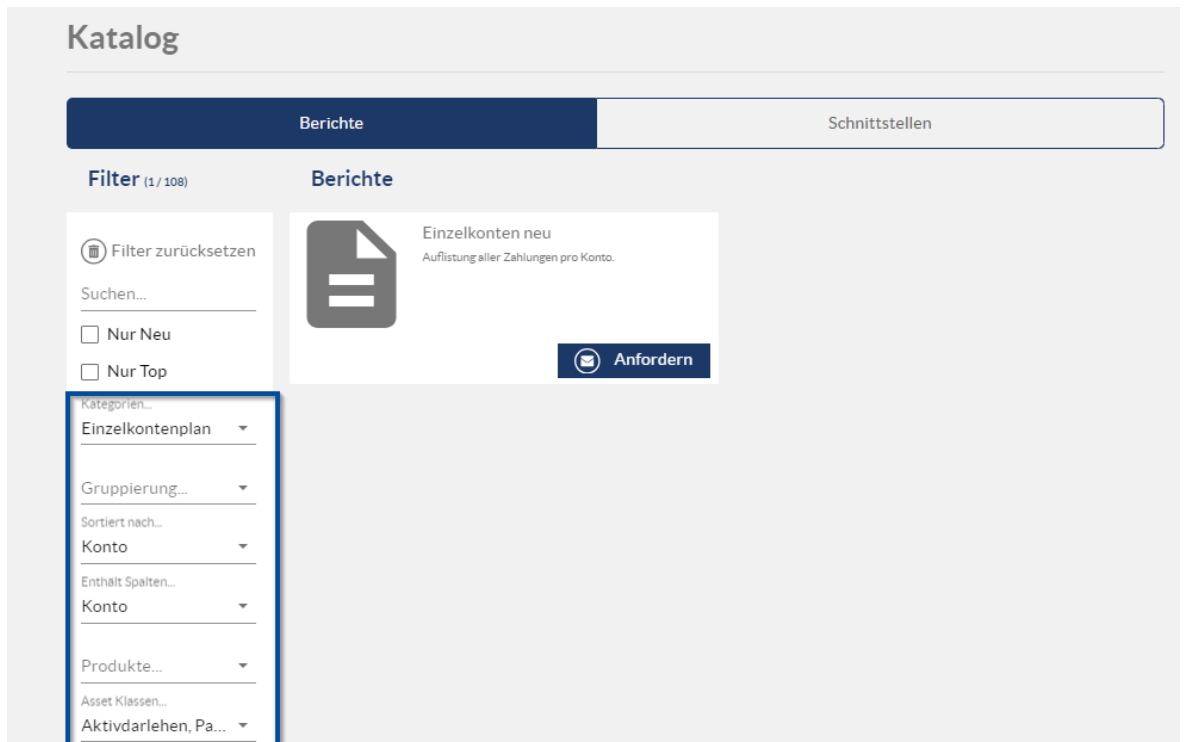 Katalog
Berichte
Schnittstellen
Filter (1 / 108)
Berichte
Filter zurücksetzen
Suchen...
Nur Neu
Nur Top
Einzelkonten neu
Auflistung aller Zahlungen pro Konto.
Anfordern
Kategorien...
Einzelkontenplan
Gruppierung...
Sortiert nach...
Konto
Enthält Spalten...
Konto
Produkte...
Asset Klassen...
Aktivdarlehen, Pa...